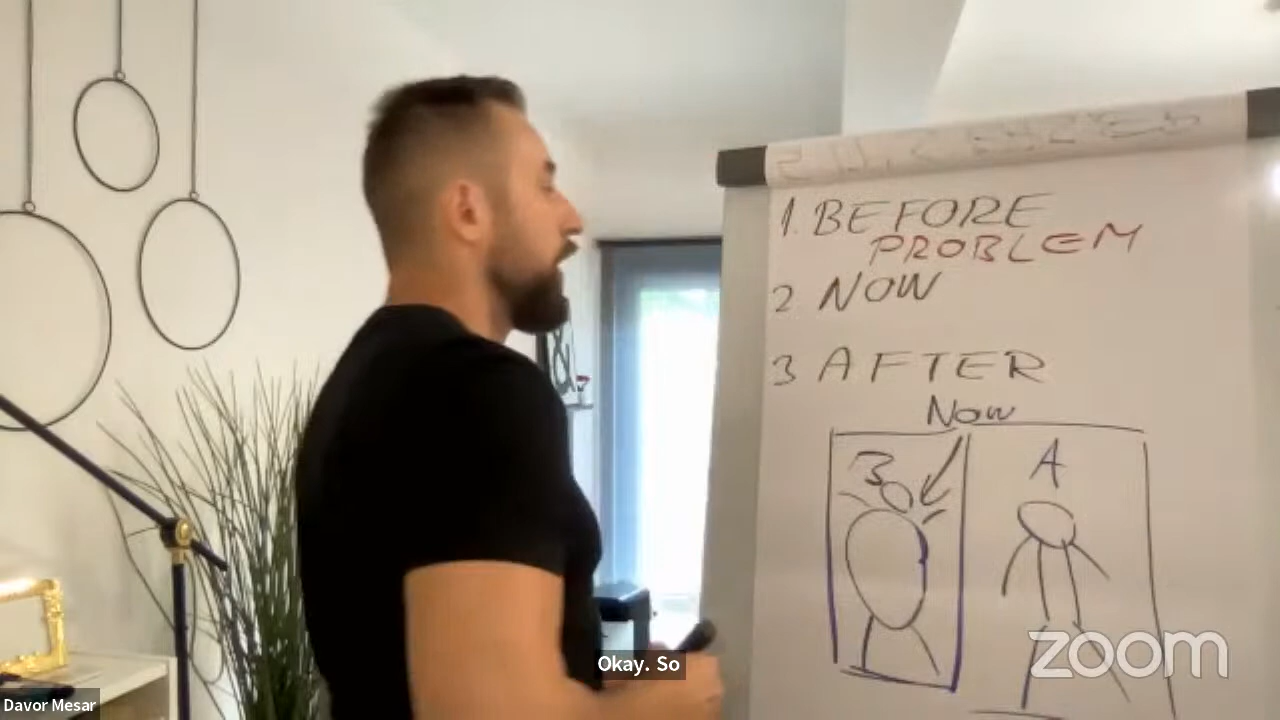 1. BEFORE
PROBLEM
2 NOW
3 AFTER
Now
B
A
zoom
Okay. So
Davor Mesar